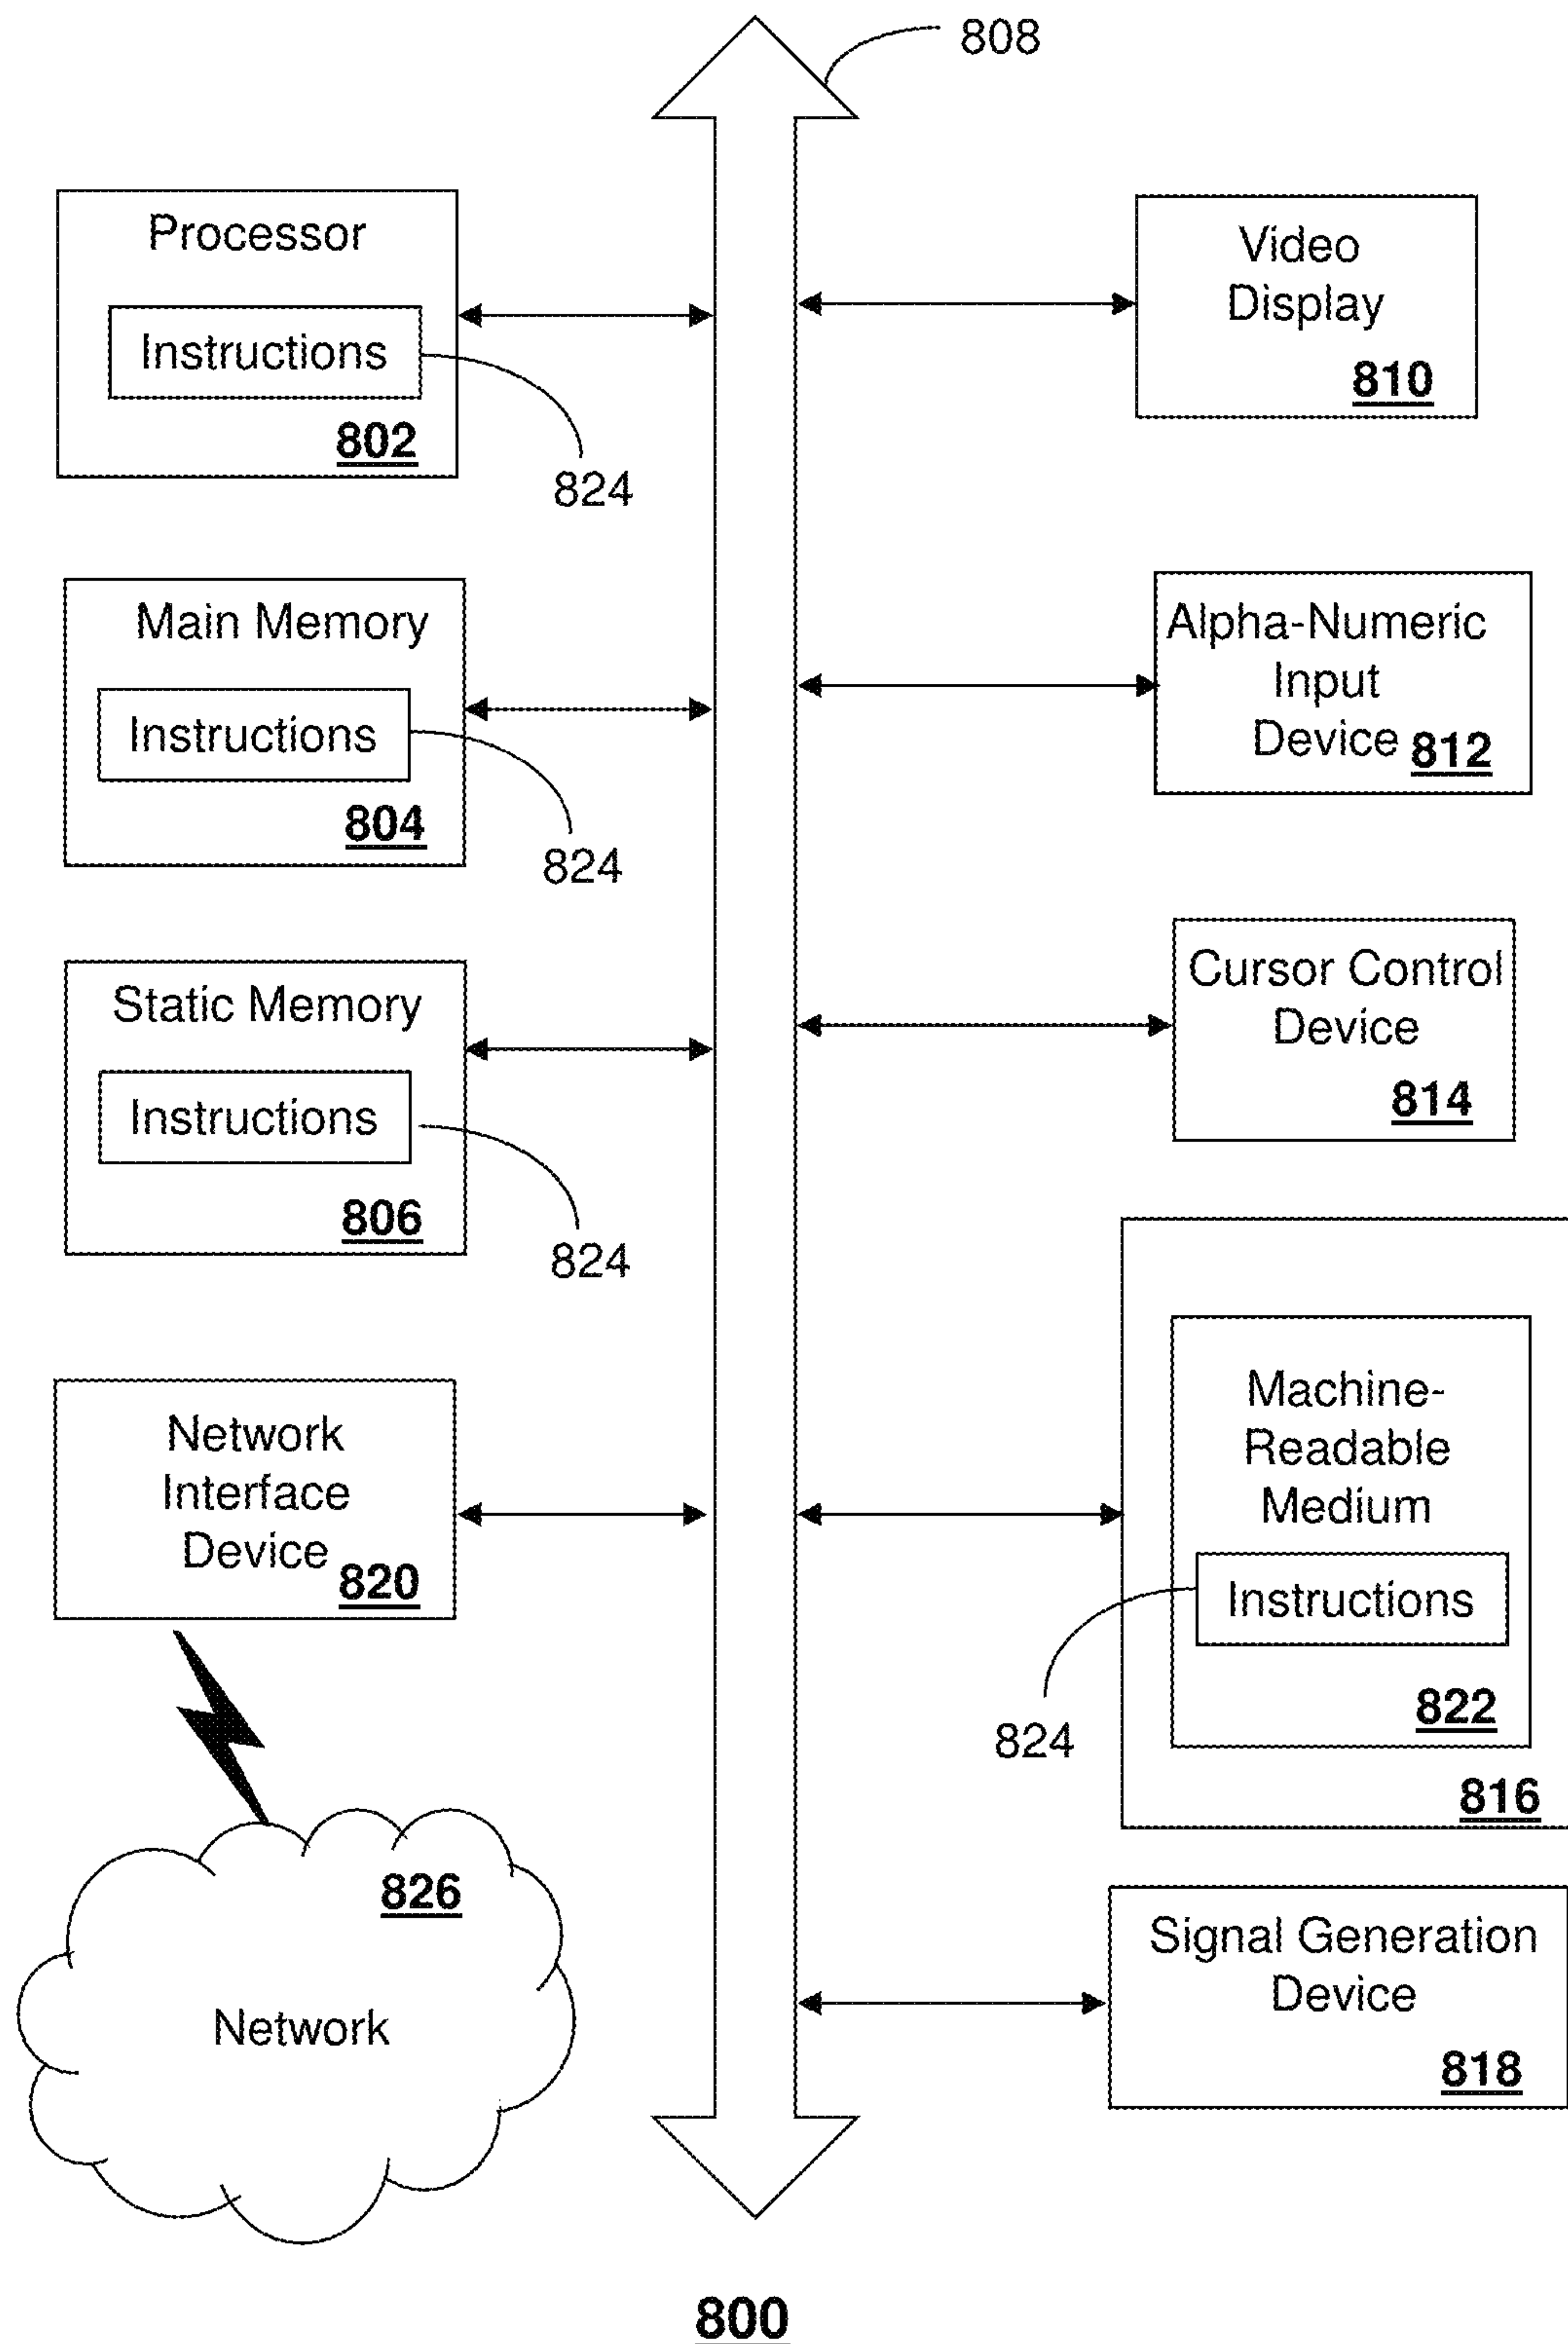 808
Processor
Instructions
802
824
Main Memory
Instructions
804
824
Static Memory
Instructions
806
824
Network
Interface
Device
820
826
Network
Video
Display
810
Alpha-Numeric
Input
Device
812
Cursor Control
Device
814
Machine-
Readable
Medium
Instructions
824
822
816
Signal Generation
Device
818
800